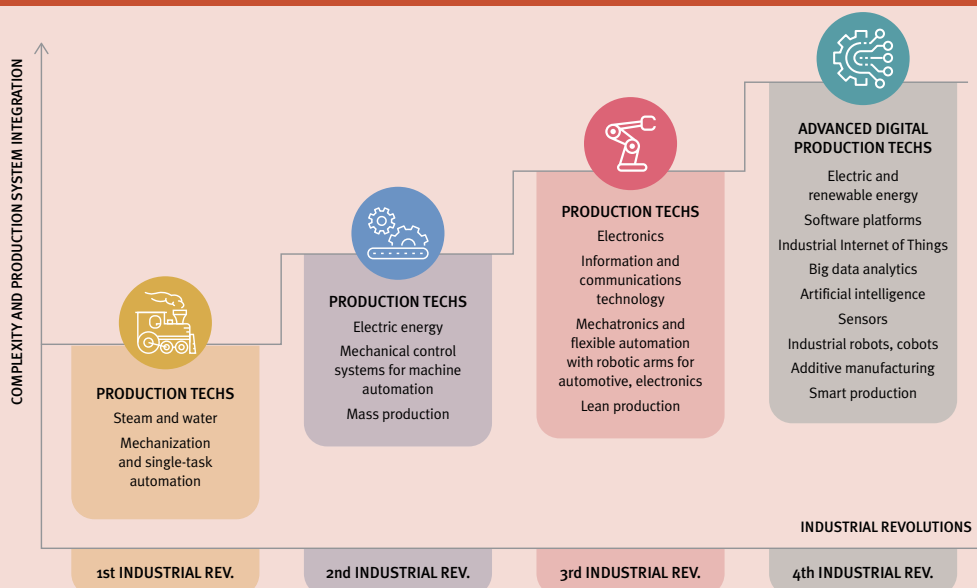 COMPLEXITY AND PRODUCTION SYSTEM INTEGRATION
PRODUCTION TECHS
Steam and water
Mechanization
and single-task
automation
PRODUCTION TECHS
Electric energy
Mechanical control
systems for machine
automation
Mass production
PRODUCTION TECHS
Electronics
Information and
communications
technology
Mechatronics and
flexible automation
with robotic arms for
automotive, electronics
Lean production
ADVANCED DIGITAL
PRODUCTION TECHS
Electric and
renewable energy
Software platforms
Industrial Internet of Things
Big data analytics
Artificial intelligence
Sensors
Industrial robots, cobots
Additive manufacturing
Smart production
INDUSTRIAL REVOLUTIONS
1st INDUSTRIAL REV.
2nd INDUSTRIAL REV.
3rd INDUSTRIAL REV.
4th INDUSTRIAL REV.